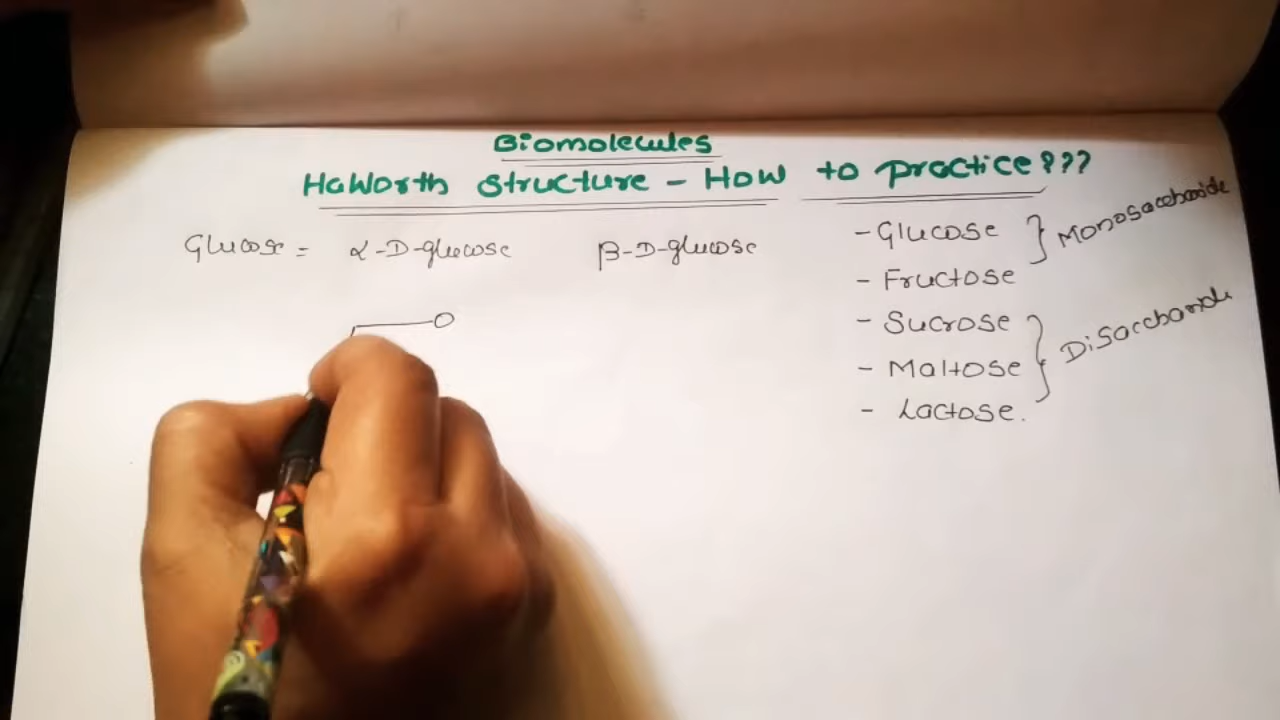 Biomolecules
Haworth structure - How to practice???
Glucose = α-D-glucose β-D-glucose
- Glucose } Monosaccharide
- Fructose
- Sucrose } Disaccharide
- Maltose
- Lactose.
O